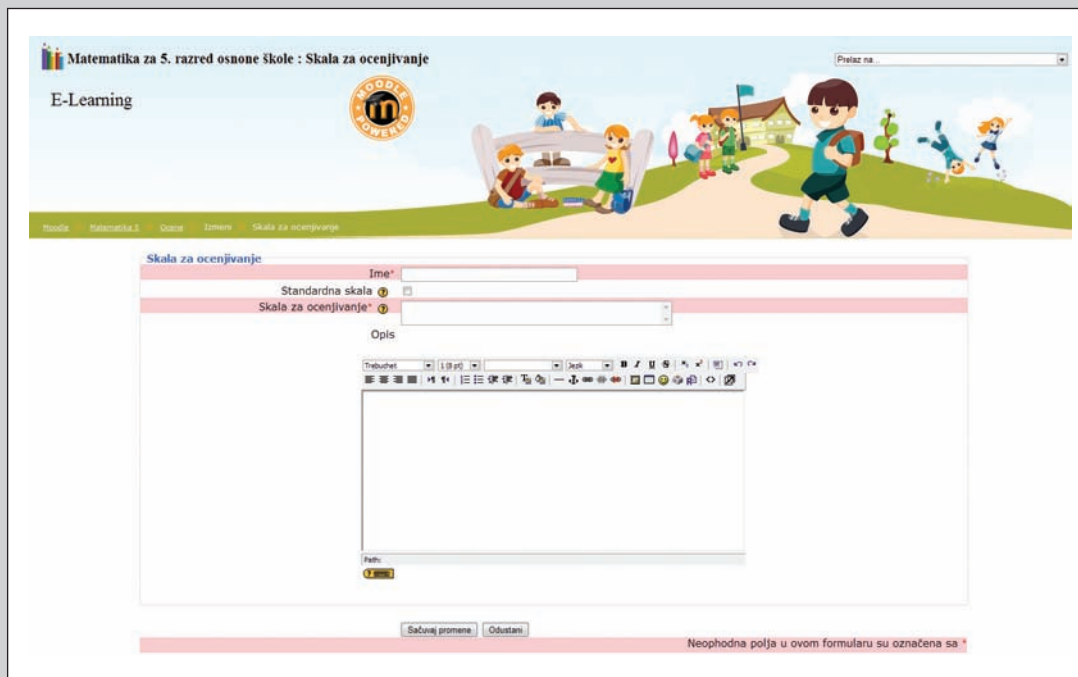 Matematika za 5. razred osnone škole : Skala za ocenjivanje
Prelaz na...
E-Learning
MOODLE
m
POWERED
Moodle Matematika 5 Ocene Izmeni Skala za ocenjivanje
Skala za ocenjivanje
Ime*
Standardna skala ?
Skala za ocenjivanje* ?
Opis
Trebuchet 1 (8 pt) Jezik B I U S
Path:
?
Sačuvaj promene Odustani
Neophodna polja u ovom formularu su označena sa *